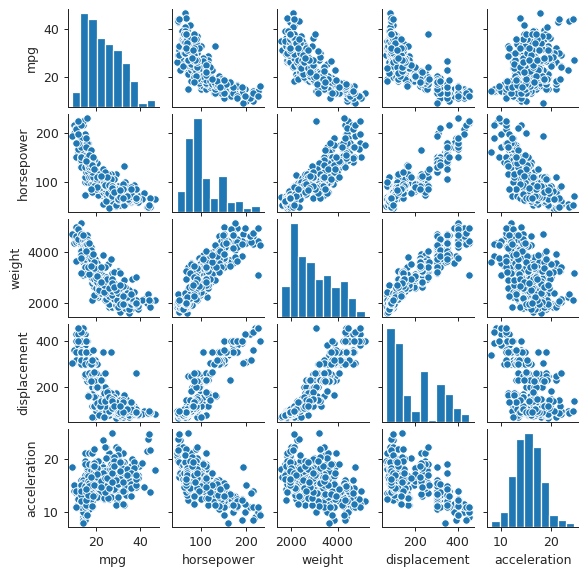 mpg
40
20
horsepower
200
100
weight
4000
2000
displacement
400
200
acceleration
20
10
20 40
100 200
2000 4000
200 400
10 20
mpg
horsepower
weight
displacement
acceleration